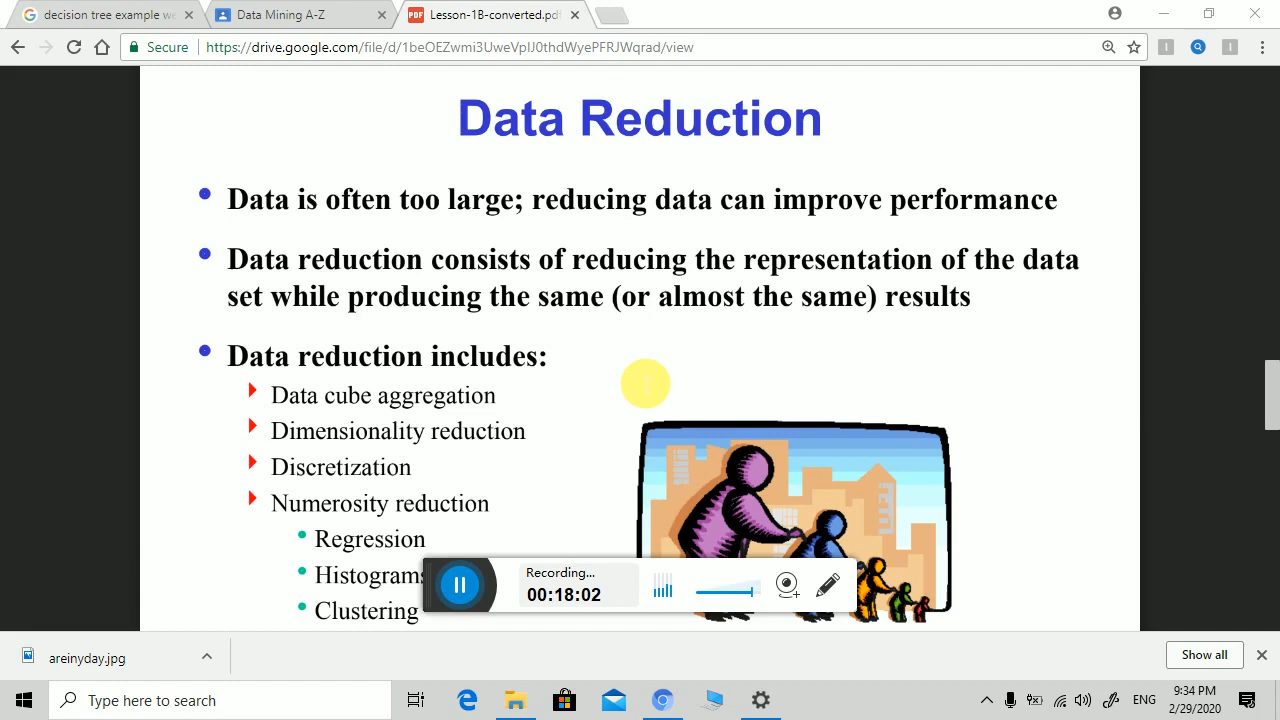 decision tree example we
Data Mining A-Z
PDF
Lesson-1B-converted.pdf
Secure
https://drive.google.com/file/d/1beOEZwmi3UweVpIJ0thdWyePFRJWqrad/view
Data Reduction
Data is often too large; reducing data can improve performance
Data reduction consists of reducing the representation of the data
set while producing the same (or almost the same) results
Data reduction includes:
Data cube aggregation
Dimensionality reduction
Discretization
Numerosity reduction
Regression
Histograms
Clustering
Recording...
00:18:02
areinyday.jpg
Show all
Type here to search
ENG
9:34 PM
2/29/2020